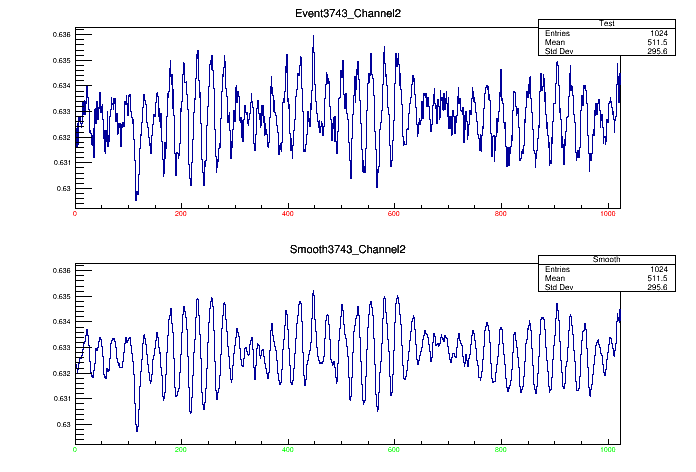 Event3743_Channel2
Test
Entries 1024
Mean 511.5
Std Dev 295.6
0.636
0.635
0.634
0.633
0.632
0.631
0.63
0 200 400 600 800 1000
Smooth3743_Channel2
Smooth
Entries 1024
Mean 511.5
Std Dev 295.6
0.636
0.635
0.634
0.633
0.632
0.631
0.63
0 200 400 600 800 1000